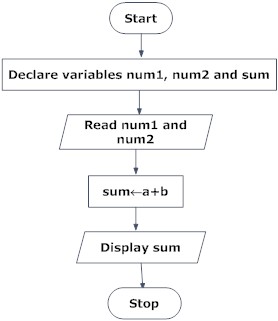 Start
Declare variables num1, num2 and sum
Read num1 and
num2
sum←a+b
Display sum
Stop